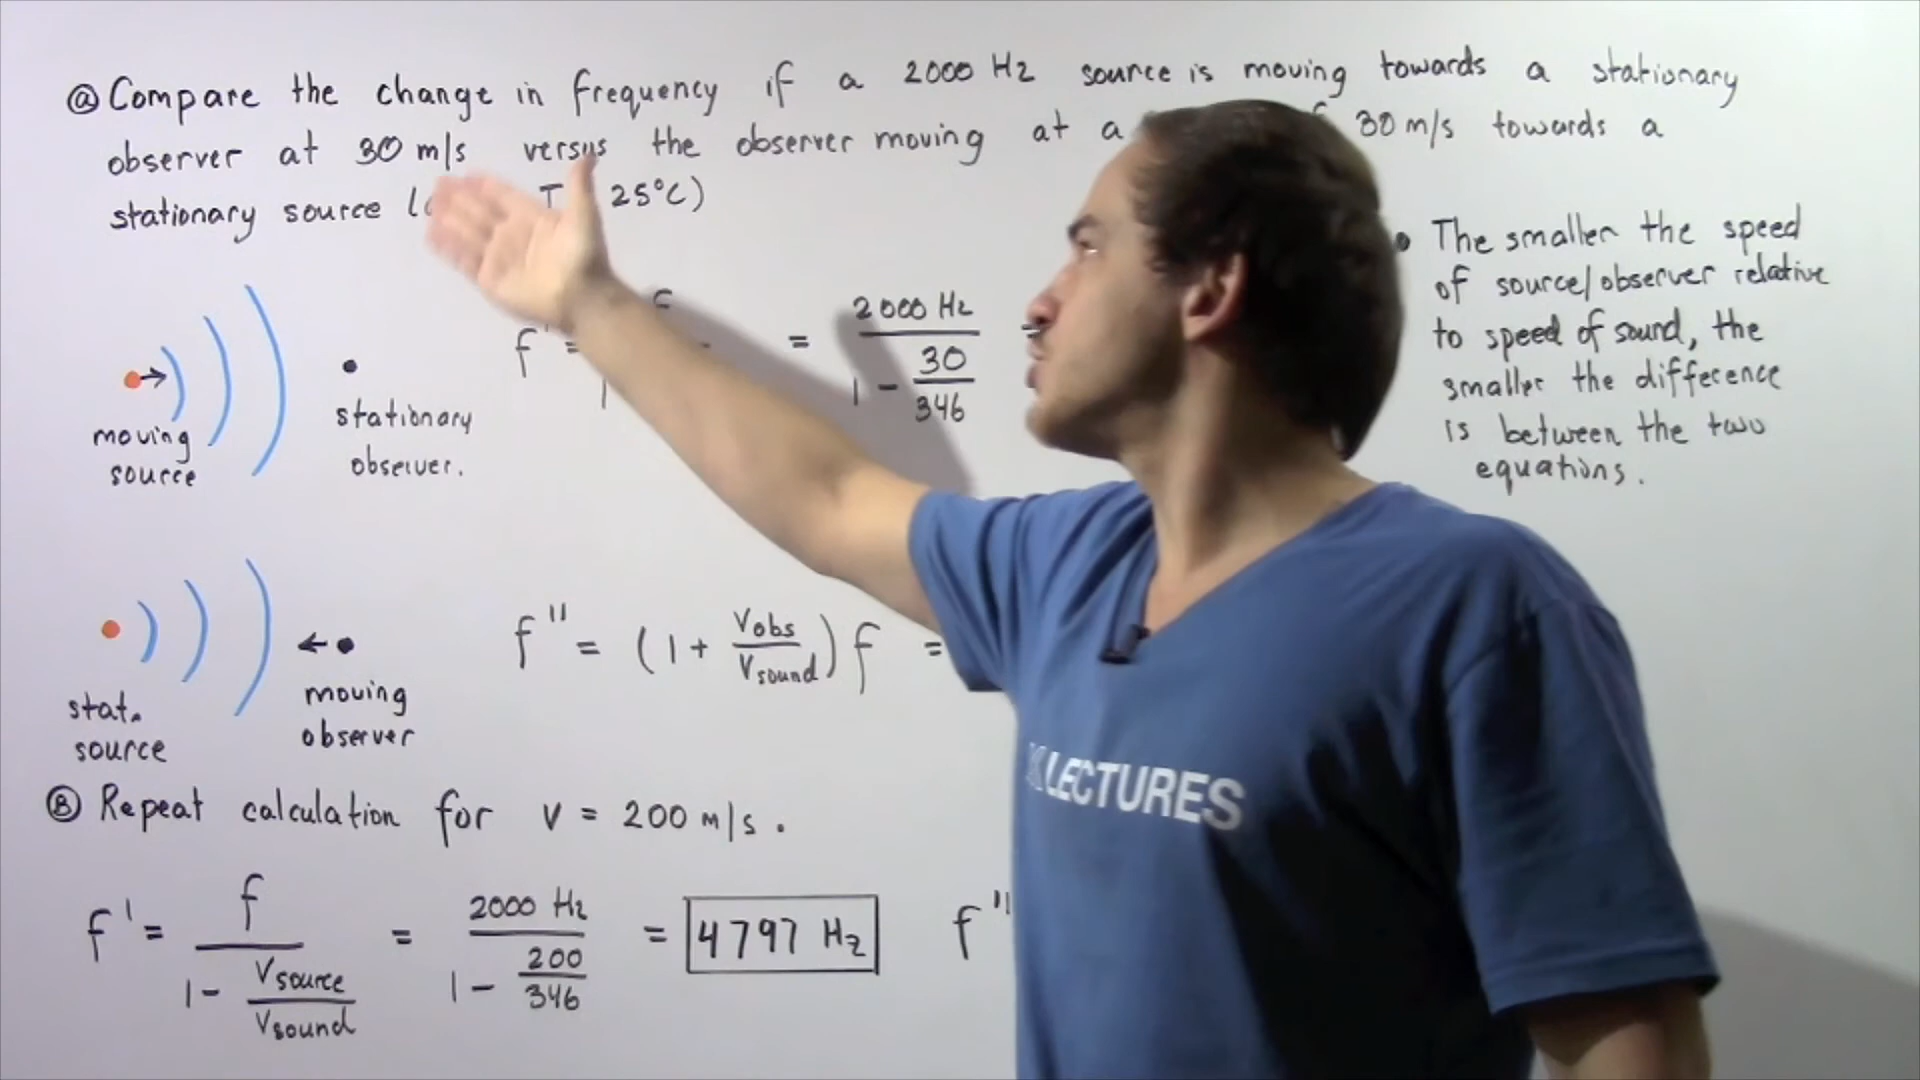 Ⓐ Compare the change in frequency if a 2000 Hz source is moving towards a stationary
observer at 30 m/s versus the observer moving at a 30 m/s towards a
stationary source ( T 25°C)
moving
source
stationary
observer.
f' =
1
= 2000 Hz
1 - 30/346
• The smaller the speed
of source/observer relative
to speed of sound, the
smaller the difference
is between the two
equations.
stat.
source
moving
observer
f'' = (1 + Vobs/Vsound) f =
Ⓑ Repeat calculation for v = 200 m/s.
f' = f / (1 - Vsource/Vsound) = 2000 Hz / (1 - 200/346) = 4797 Hz
f''
LECTURES